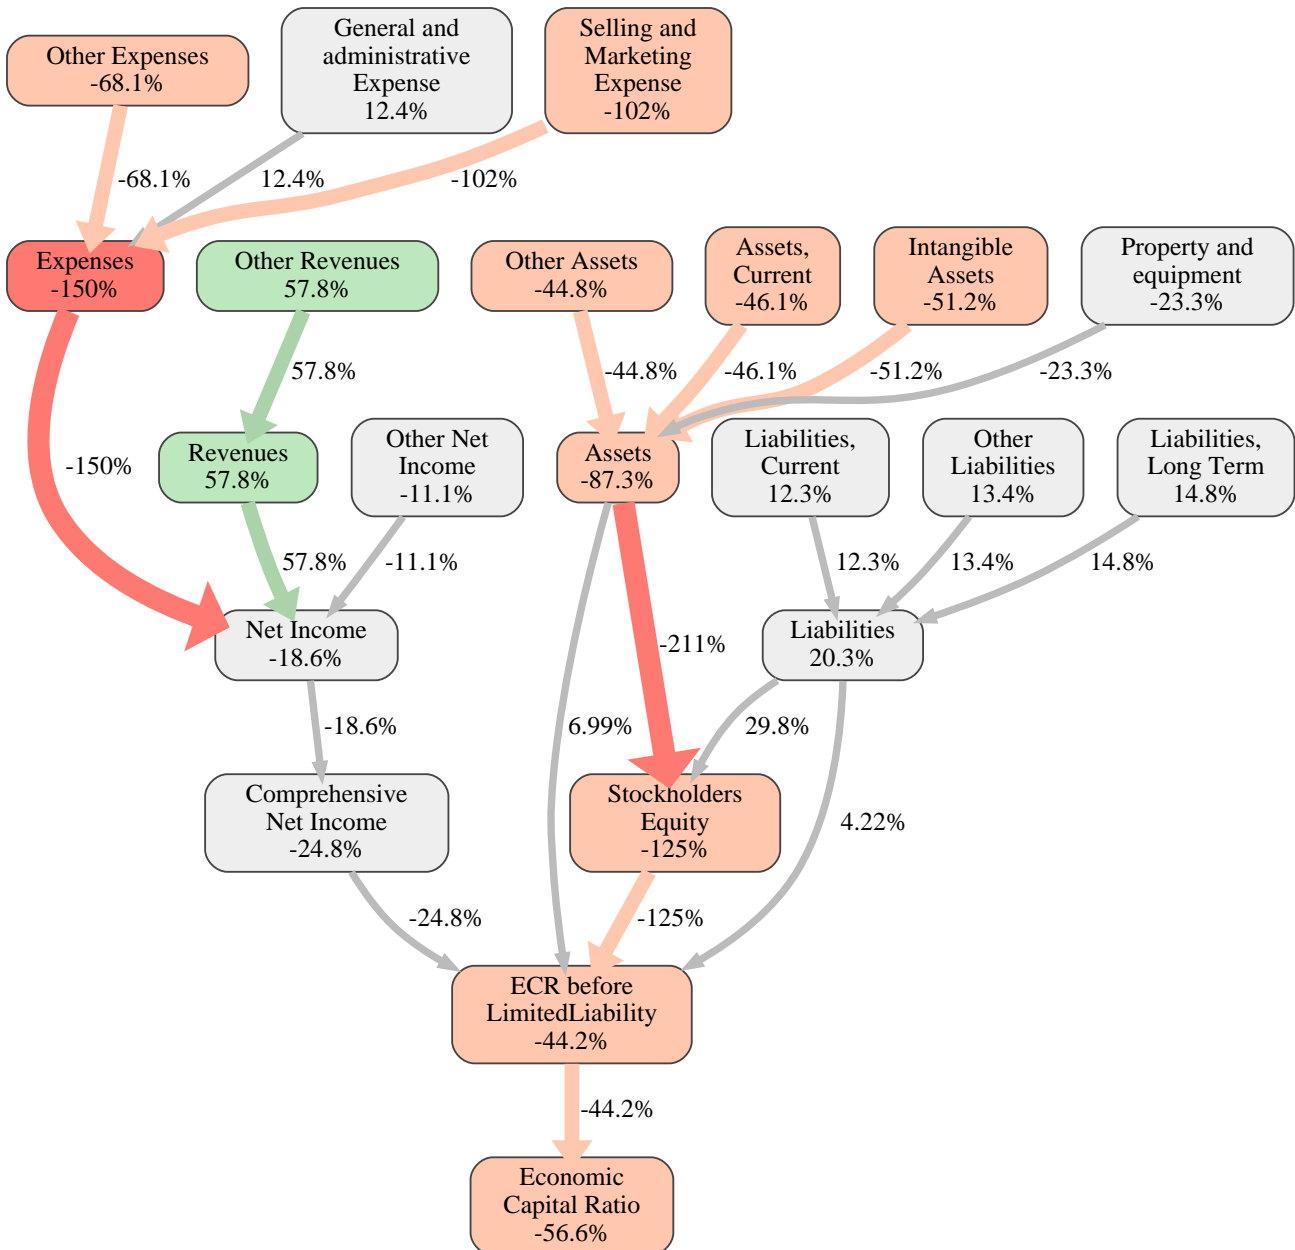 Other Expenses
-68.1%
General and
administrative
Expense
12.4%
Selling and
Marketing
Expense
-102%
-68.1%
12.4%
-102%
Expenses
-150%
Other Revenues
57.8%
Other Assets
-44.8%
Assets,
Current
-46.1%
Intangible
Assets
-51.2%
Property and
equipment
-23.3%
57.8%
-44.8%
-46.1%
-51.2%
-23.3%
-150%
Revenues
57.8%
Other Net
Income
-11.1%
Assets
-87.3%
Liabilities,
Current
12.3%
Other
Liabilities
13.4%
Liabilities,
Long Term
14.8%
57.8%
-11.1%
12.3%
13.4%
14.8%
Net Income
-18.6%
-211%
Liabilities
20.3%
-18.6%
6.99%
29.8%
Comprehensive
Net Income
-24.8%
Stockholders
Equity
-125%
4.22%
-24.8%
-125%
ECR before
LimitedLiability
-44.2%
-44.2%
Economic
Capital Ratio
-56.6%